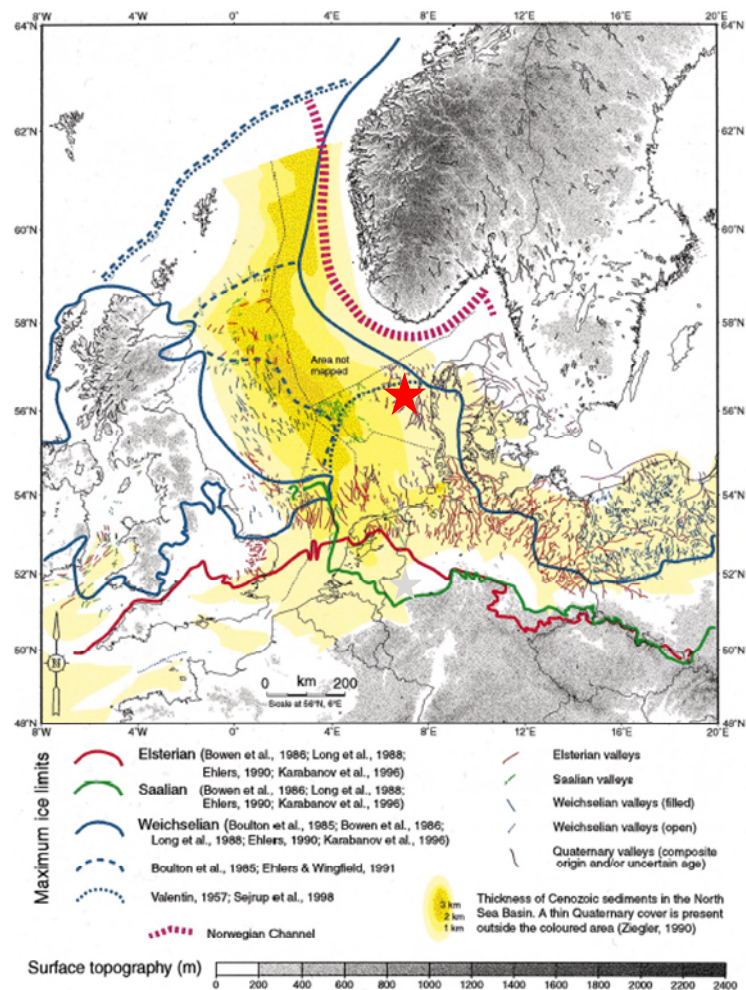 8°W 4°W 0° 4°E 8°E 12°E 16°E 20°E
64°N 64°N
62°N 62°N
60°N 60°N
58°N 58°N
Area not
mapped
56°N 56°N
54°N 54°N
52°N 52°N
50°N 50°N
N
0 km 200
Scale at 56°N, 6°E
48°N 48°N
8°W 4°W 0° 4°E 8°E 12°E 16°E 20°E
Maximum ice limits
Elsterian (Bowen et al., 1986; Long et al., 1988;
Ehlers, 1990; Karabanov et al., 1996)
Saalian (Bowen et al., 1986; Long et al., 1988;
Ehlers, 1990; Karabanov et al., 1996)
Weichselian (Boulton et al., 1985; Bowen et al., 1986;
Long et al., 1988; Ehlers, 1990; Karabanov et al., 1996)
Boulton et al., 1985; Ehlers & Wingfield, 1991
Valentin, 1957; Sejrup et al., 1998
Norwegian Channel
Elsterian valleys
Saalian valleys
Weichselian valleys (filled)
Weichselian valleys (open)
Quaternary valleys (composite
origin and/or uncertain age)
3 km
2 km
1 km
Thickness of Cenozoic sediments in the North
Sea Basin. A thin Quaternary cover is present
outside the coloured area (Ziegler, 1990)
Surface topography (m)
0 200 400 600 800 1000 1200 1400 1600 1800 2000 2200 2400